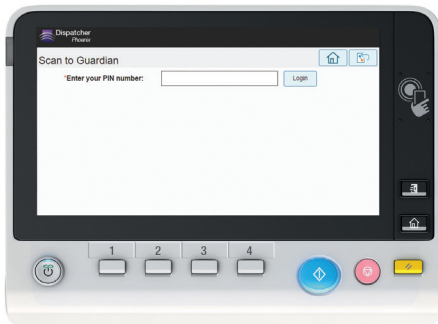 Dispatcher
Phoenix
Scan to Guardian
*Enter your PIN number:
Login
1 2 3 4